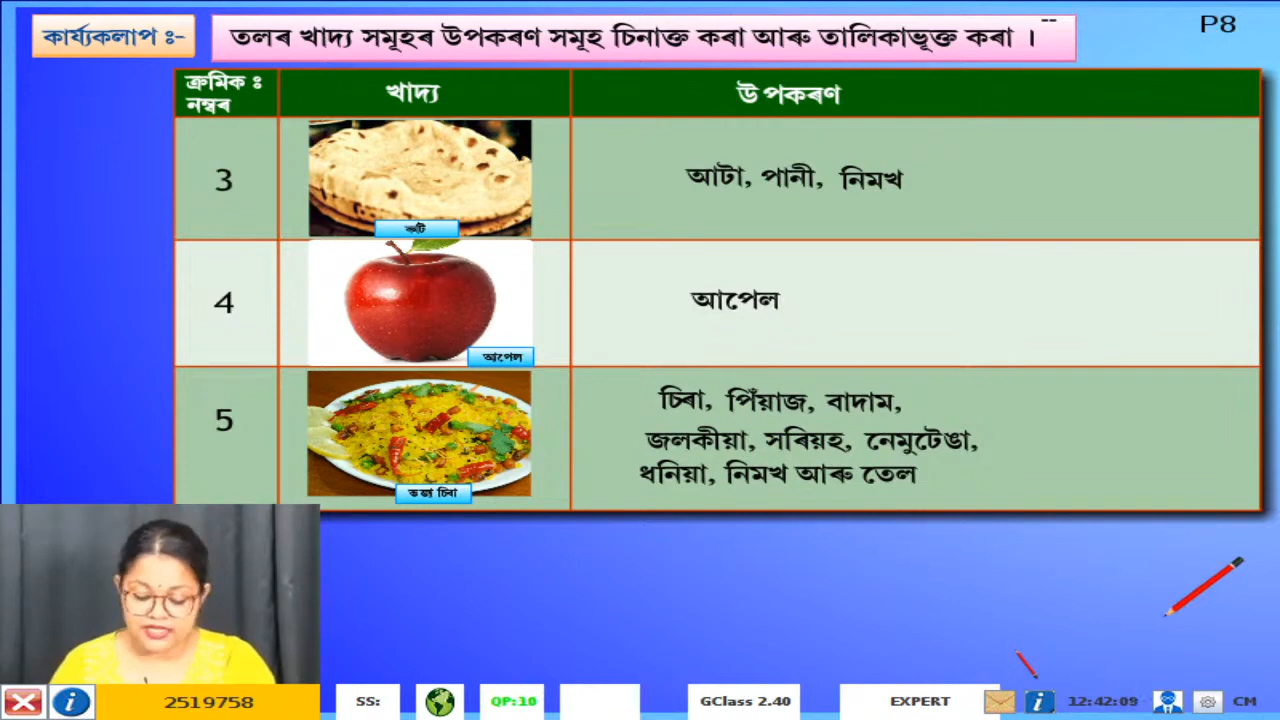 কাৰ্য্যকলাপ ঃ-
তলৰ খাদ্য সমূহৰ উপকৰণ সমূহ চিনাক্ত কৰা আৰু তালিকাভূক্ত কৰা ।
--
P8
ক্ৰমিক ঃ
নম্বৰ
খাদ্য
উপকৰণ
3
ৰুটি
আটা, পানী, নিমখ
4
আপেল
আপেল
5
ভজা চিৰা
চিৰা, পিঁয়াজ, বাদাম,
জলকীয়া, সৰিয়হ, নেমুটেঙা,
ধনিয়া, নিমখ আৰু তেল
2519758
SS:
QP:10
GClass 2.40
EXPERT
12:42:09
CM